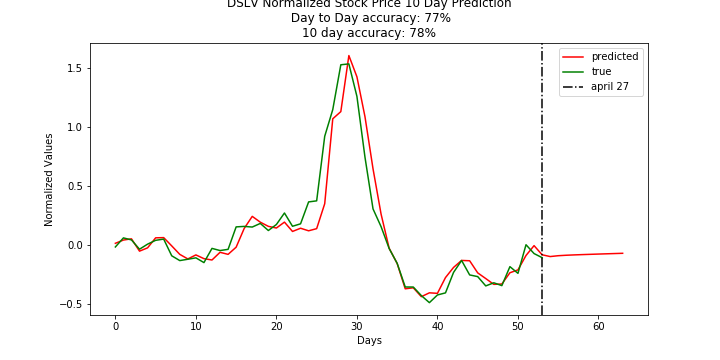 DSLV Normalized Stock Price 10 Day Prediction
Day to Day accuracy: 77%
10 day accuracy: 78%
predicted
true
april 27
Normalized Values
1.5
1.0
0.5
0.0
−0.5
0
10
20
30
40
50
60
Days